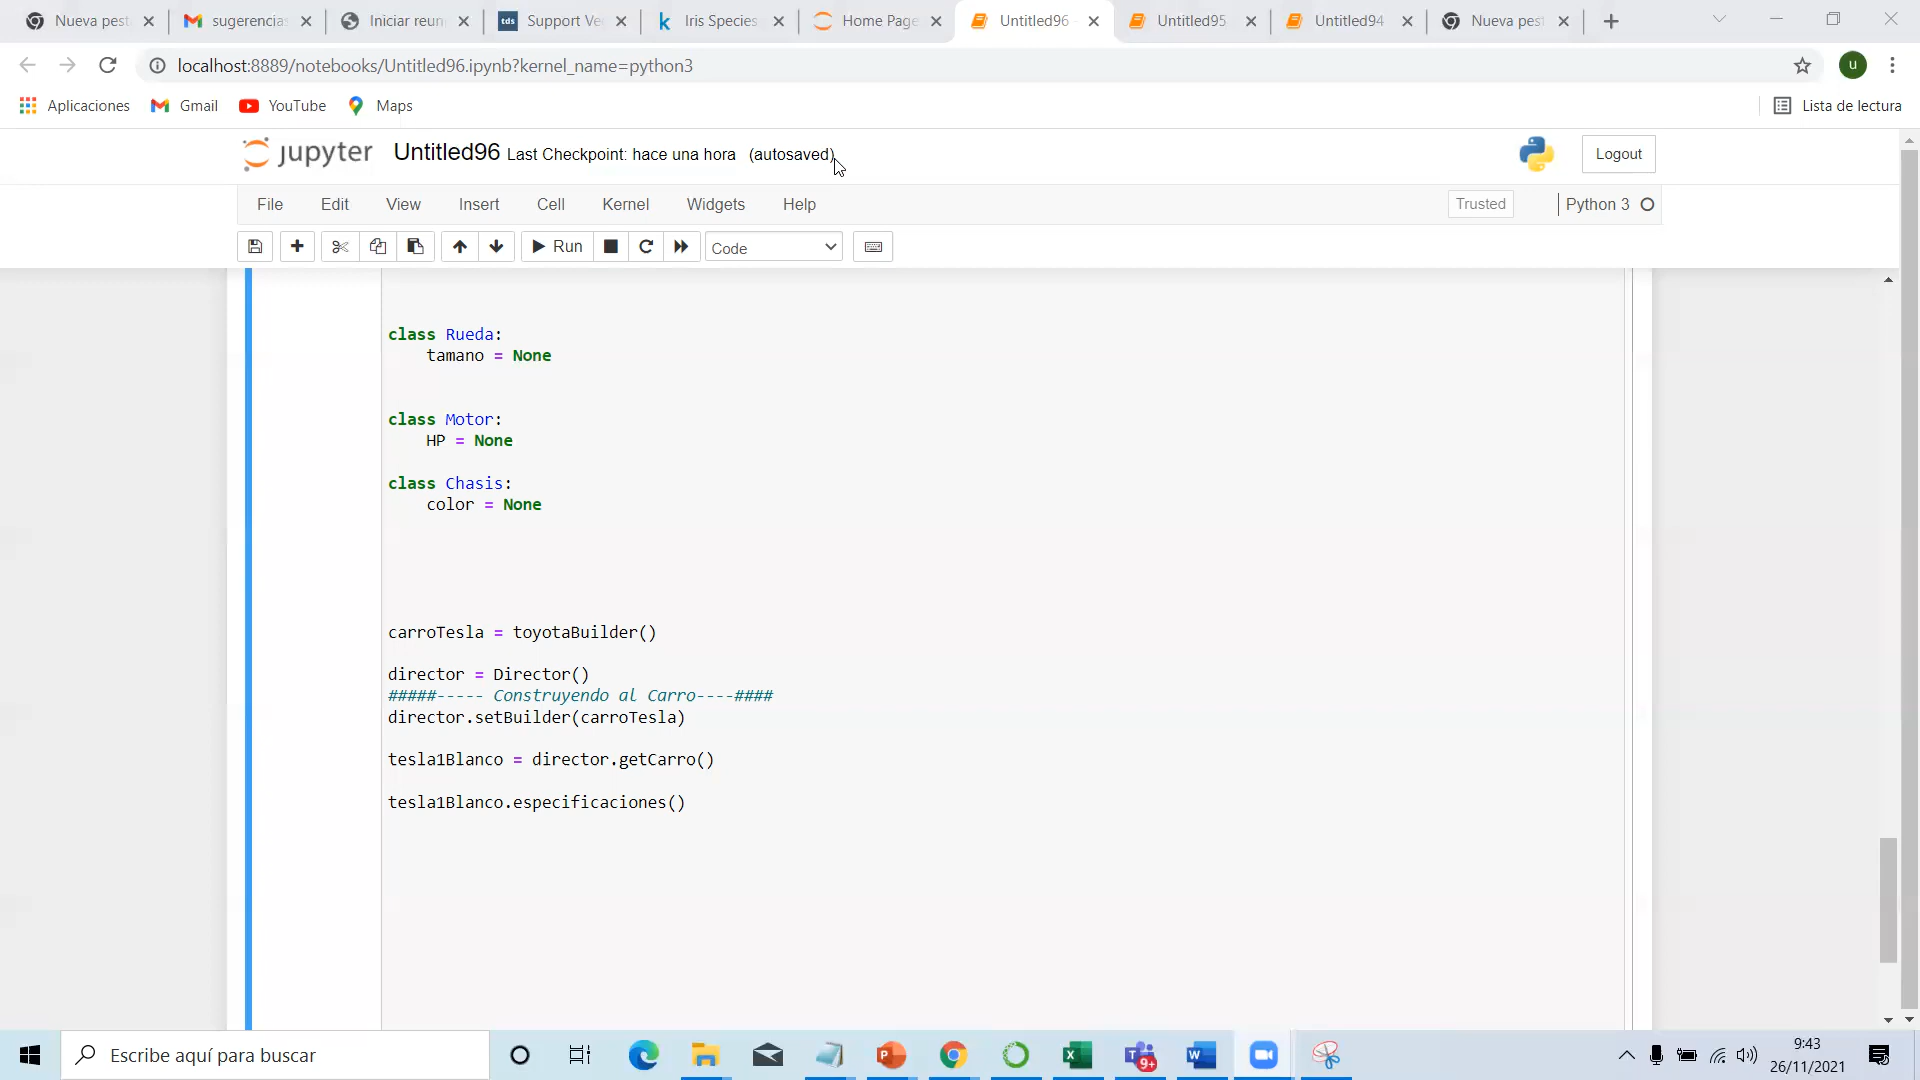 Nueva pest
sugerencias
Iniciar reun
tds Support Ve
k Iris Species
Home Page
Untitled96
Untitled95
Untitled94
Nueva pest
localhost:8889/notebooks/Untitled96.ipynb?kernel_name=python3
u
Aplicaciones Gmail YouTube Maps Lista de lectura
jupyter Untitled96 Last Checkpoint: hace una hora (autosaved) Logout
File Edit View Insert Cell Kernel Widgets Help Trusted Python 3
Run Code
class Rueda:
tamano = None
class Motor:
HP = None
class Chasis:
color = None
carroTesla = toyotaBuilder()
director = Director()
#####----- Construyendo al Carro----####
director.setBuilder(carroTesla)
tesla1Blanco = director.getCarro()
tesla1Blanco.especificaciones()
Escribe aquí para buscar
9+
9:43
26/11/2021